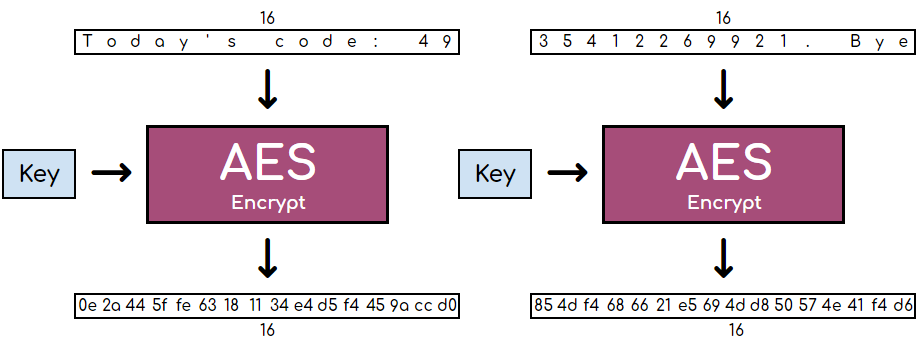 16
Today's code: 49
Key
AES
Encrypt
0e 2a 44 5f fe 63 18 11 34 e4 d5 f4 45 9a cc d0
16
16
35412269921. Bye
Key
AES
Encrypt
85 4d f4 68 66 21 e5 69 4d d8 50 57 4e 41 f4 d6
16